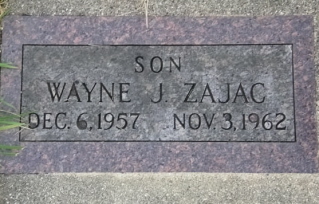 SON
WAYNE J. ZAJAC
DEC. 6, 1957 NOV. 3, 1962